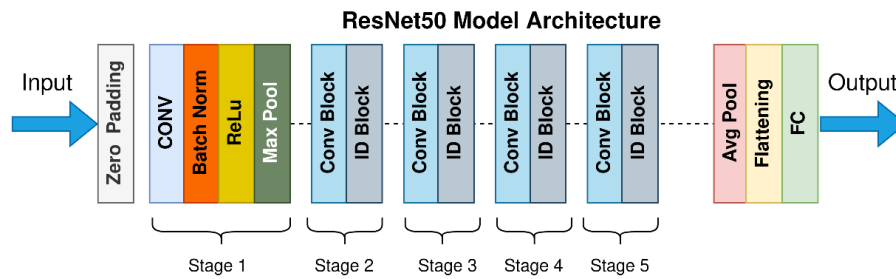 ResNet50 Model Architecture
Input
Zero Padding
CONV
Batch Norm
ReLu
Max Pool
Conv Block
ID Block
Conv Block
ID Block
Conv Block
ID Block
Conv Block
ID Block
Avg Pool
Flattening
FC
Output
Stage 1
Stage 2
Stage 3
Stage 4
Stage 5